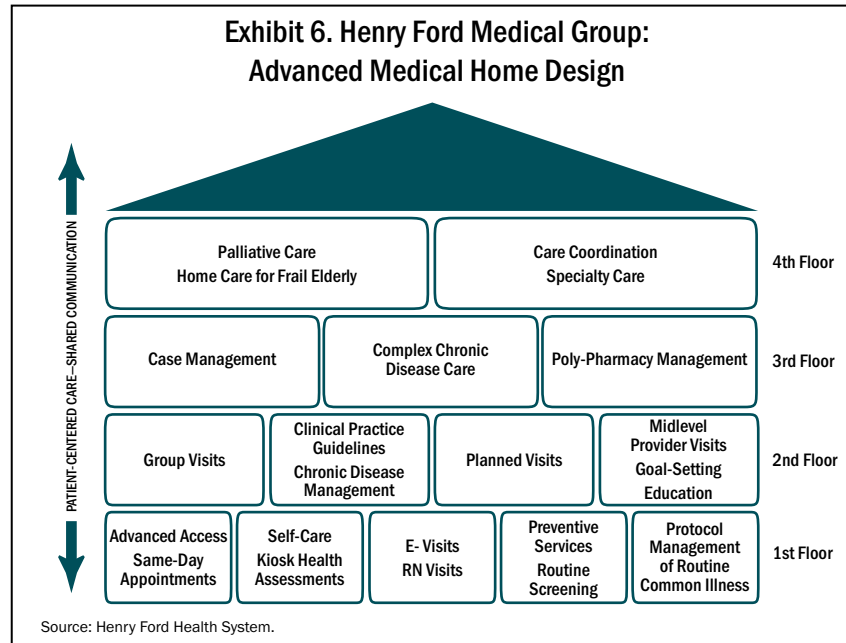 Exhibit 6. Henry Ford Medical Group:
Advanced Medical Home Design
PATIENT-CENTERED CARE—SHARED COMMUNICATION
Palliative Care
Home Care for Frail Elderly
Care Coordination
Specialty Care
4th Floor
Case Management
Complex Chronic
Disease Care
Poly-Pharmacy Management
3rd Floor
Group Visits
Clinical Practice
Guidelines
Chronic Disease
Management
Planned Visits
Midlevel
Provider Visits
Goal-Setting
Education
2nd Floor
Advanced Access
Same-Day
Appointments
Self-Care
Kiosk Health
Assessments
E- Visits
RN Visits
Preventive
Services
Routine
Screening
Protocol
Management
of Routine
Common Illness
1st Floor
Source: Henry Ford Health System.